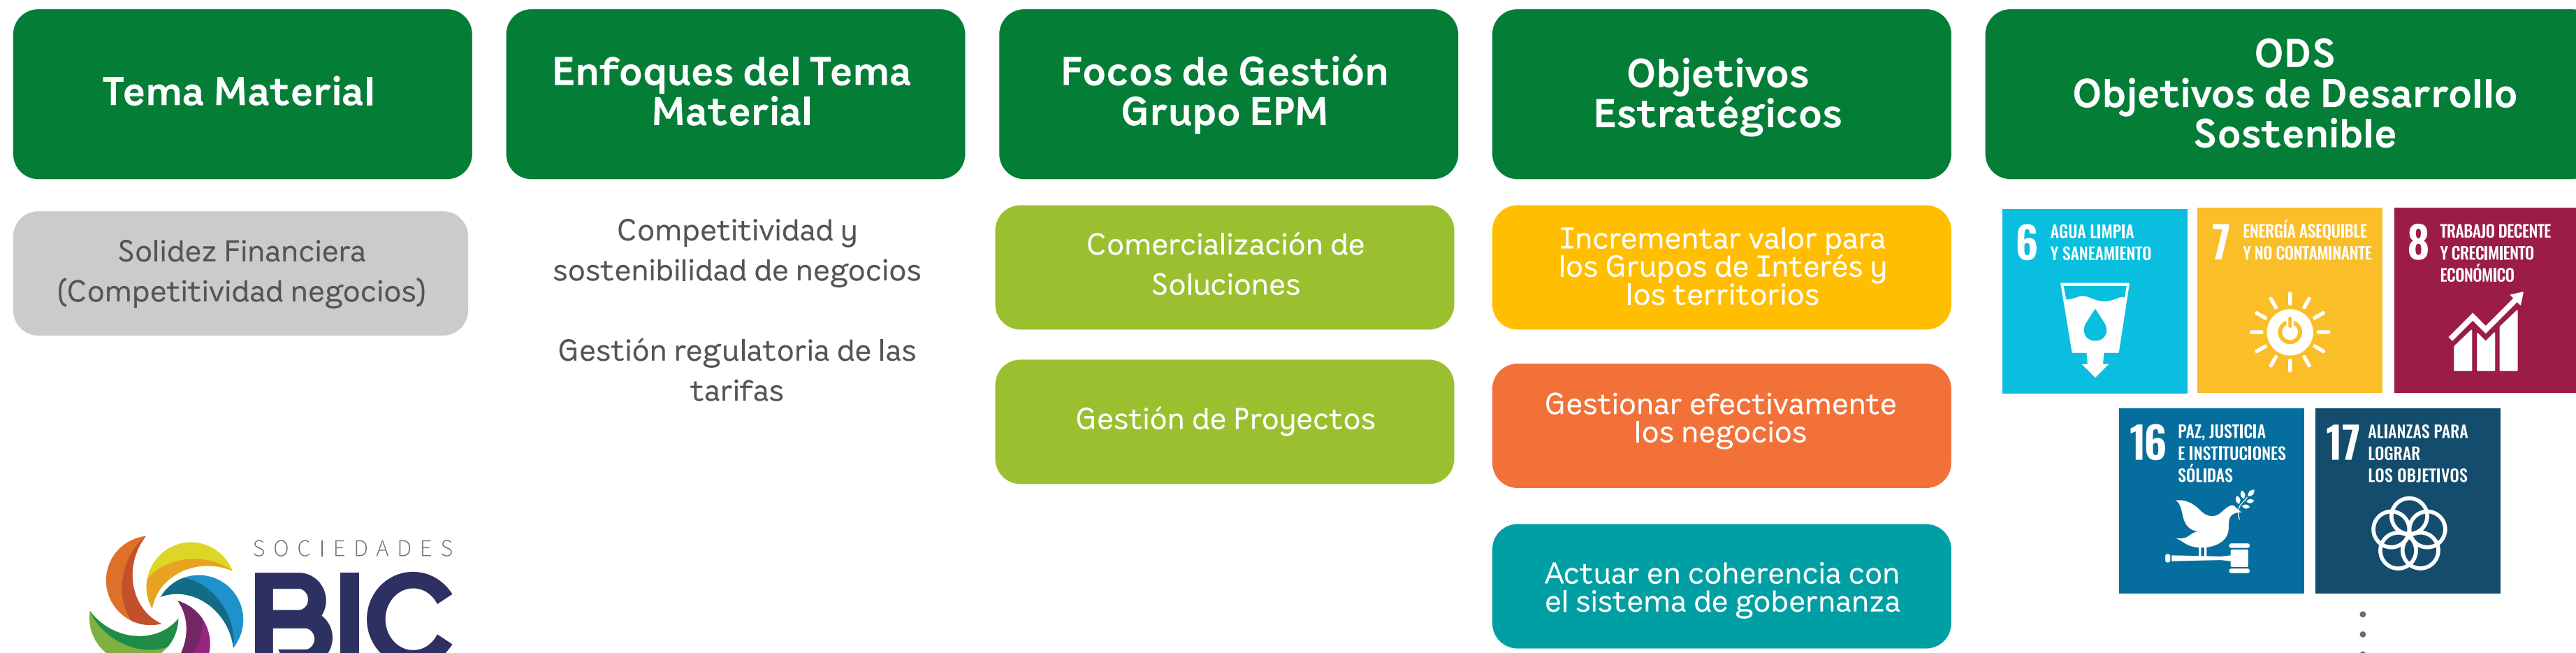 Tema Material
Enfoques del Tema
Material
Focos de Gestión
Grupo EPM
Objetivos
Estratégicos
ODS
Objetivos de Desarrollo
Sostenible
Solidez Financiera
(Competitividad negocios)
Competitividad y
sostenibilidad de negocios
Gestión regulatoria de las
tarifas
Comercialización de
Soluciones
Gestión de Proyectos
Incrementar valor para
los Grupos de Interés y
los territorios
Gestionar efectivamente
los negocios
Actuar en coherencia con
el sistema de gobernanza
6 AGUA LIMPIA
Y SANEAMIENTO
7 ENERGÍA ASEQUIBLE
Y NO CONTAMINANTE
8 TRABAJO DECENTE
Y CRECIMIENTO
ECONÓMICO
16 PAZ, JUSTICIA
E INSTITUCIONES
SÓLIDAS
17 ALIANZAS PARA
LOGRAR
LOS OBJETIVOS
SOCIEDADES
BIC